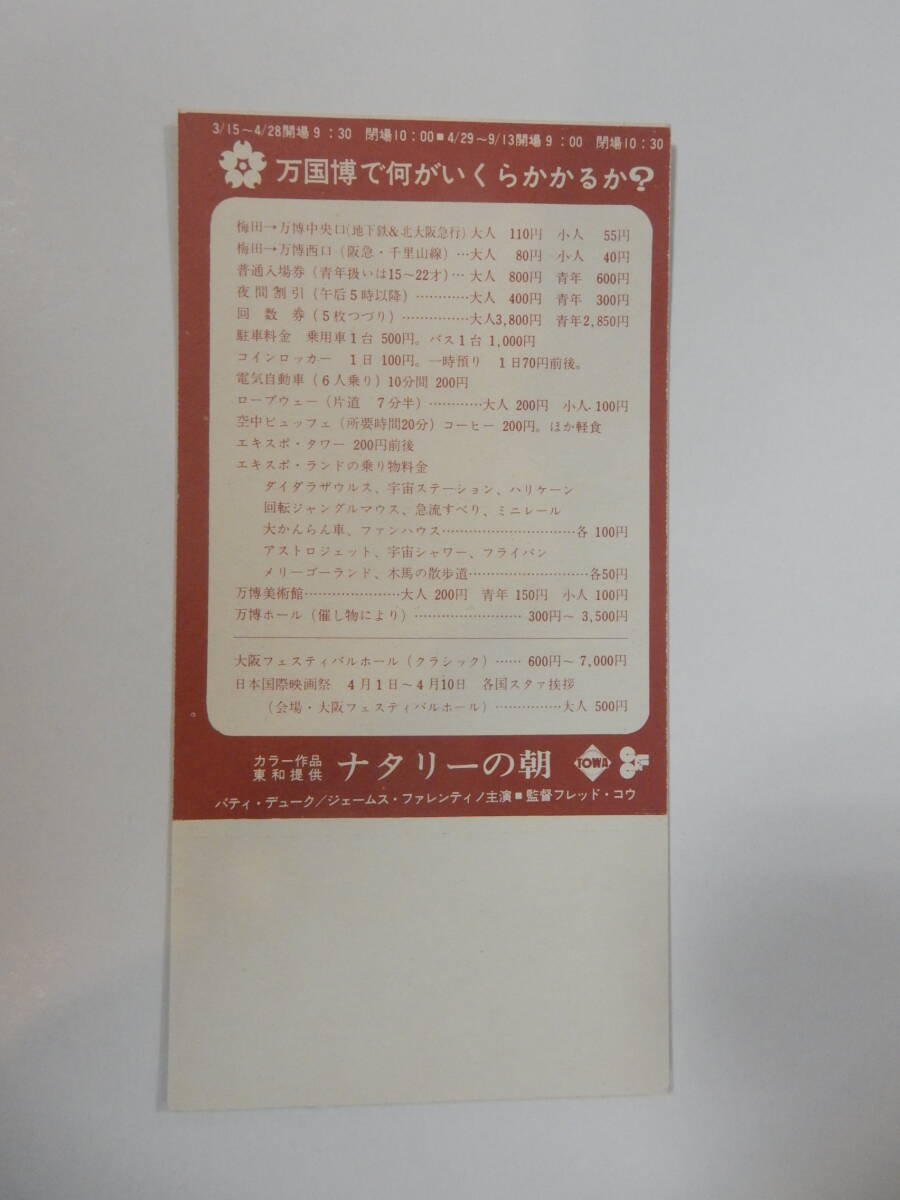 3/15～4/28開場9：30　閉場10：00■4/29～9/13開場9：00　閉場10：30
万国博で何がいくらかかるか?
梅田→万博中央口(地下鉄&北大阪急行)大人　110円　小人　55円
梅田→万博西口（阪急・千里山線）…大人　80円　小人　40円
普通入場券（青年扱いは15～22才）…大人　800円　青年　600円
夜間割引（午后5時以降）…………大人　400円　青年　300円
回　数　券（5枚つづり）……………大人3,800円　青年2,850円
駐車料金　乗用車1台 500円。バス1台 1,000円
コインロッカー　1日 100円。一時預り　1日70円前後。
電気自動車（6人乗り）10分間 200円
ロープウェー（片道　7分半）…………大人 200円　小人 100円
空中ビュッフェ（所要時間20分）コーヒー 200円。ほか軽食
エキスポ・タワー 200円前後
エキスポ・ランドの乗り物料金
ダイダラザウルス、宇宙ステーション、ハリケーン
回転ジャングルマウス、急流すべり、ミニレール
大かんらん車、ファンハウス…………………………各 100円
アストロジェット、宇宙シャワー、フライパン
メリーゴーランド、木馬の散歩道………………………各50円
万博美術館…………………大人 200円　青年 150円　小人 100円
万博ホール（催し物により）……………………300円～ 3,500円
大阪フェスティバルホール（クラシック）…… 600円～ 7,000円
日本国際映画祭　4月1日～4月10日　各国スタァ挨拶
（会場・大阪フェスティバルホール）……………大人 500円
カラー作品
東和提供
ナタリーの朝
TOWA
パティ・デューク/ジェームス・ファレンティノ主演■監督フレッド・コウ